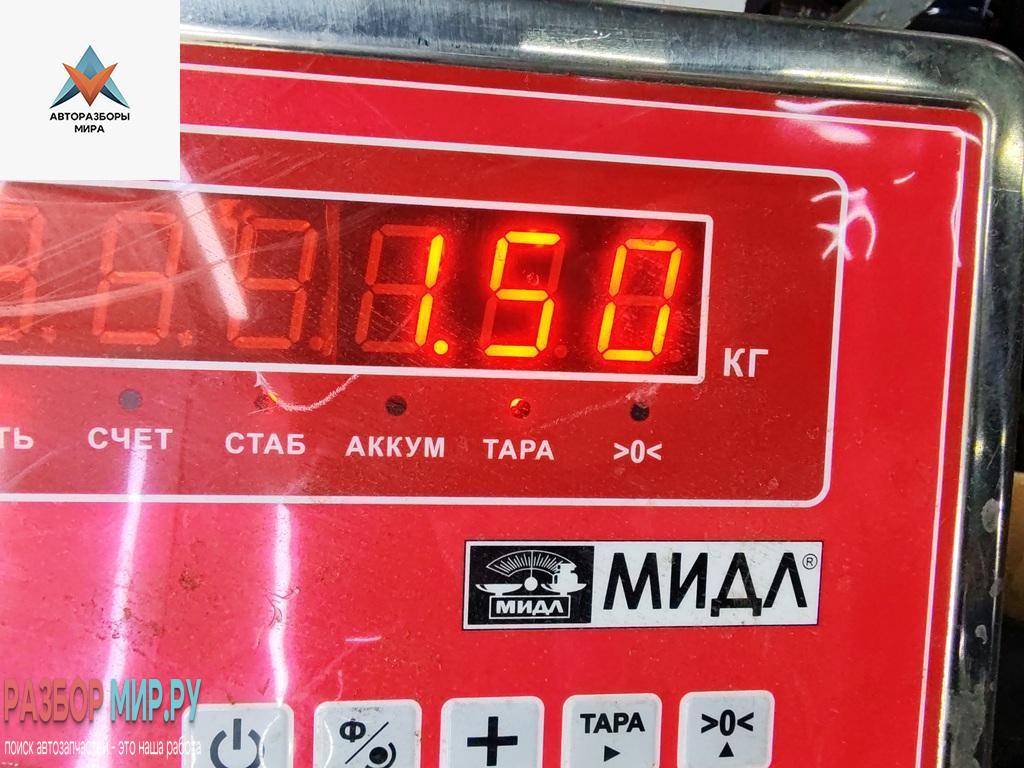 АВТОРАЗБОРЫ
МИРА
1.50
КГ
СЧЕТ СТАБ АККУМ ТАРА >0<
МИДЛ МИДЛ®
РАЗБОР МИР.РУ
поиск автозапчастей - это наша работа
Ф + ТАРА >0<